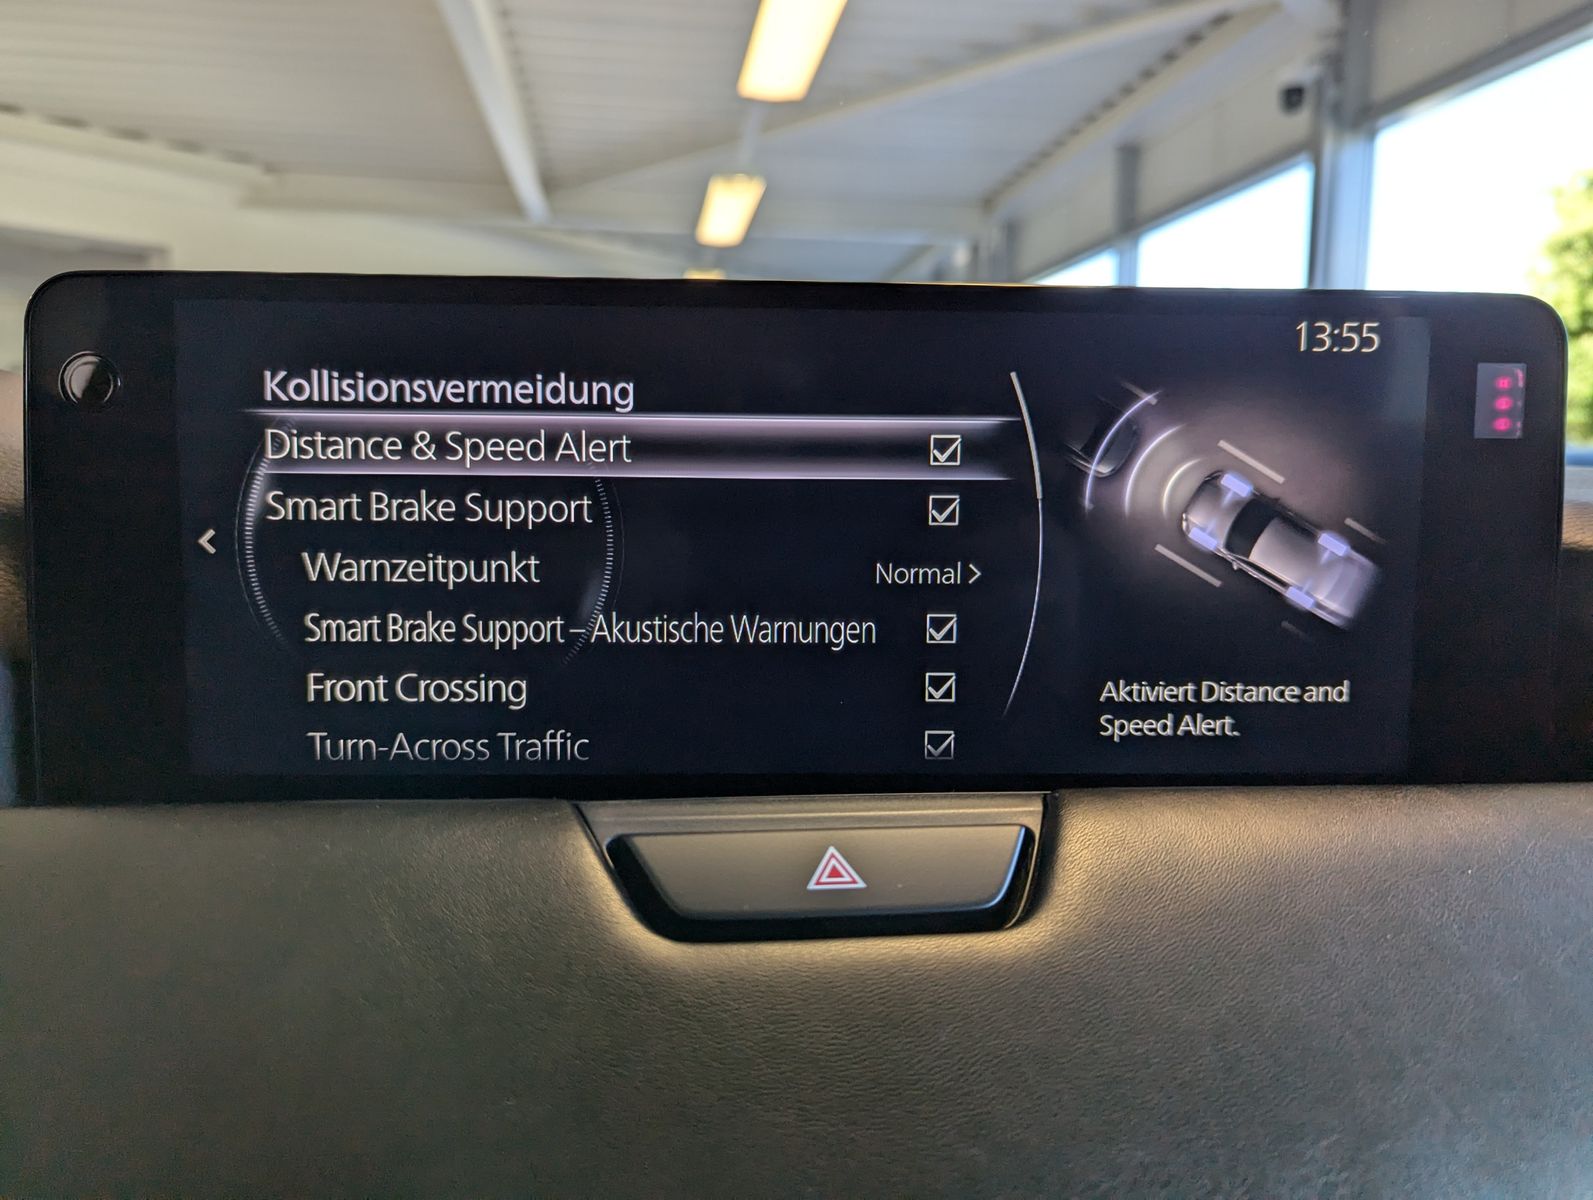 13:55
Kollisionsvermeidung
Distance & Speed Alert
Smart Brake Support
Warnzeitpunkt Normal >
Smart Brake Support – Akustische Warnungen
Front Crossing
Turn-Across Traffic
Aktiviert Distance and
Speed Alert.